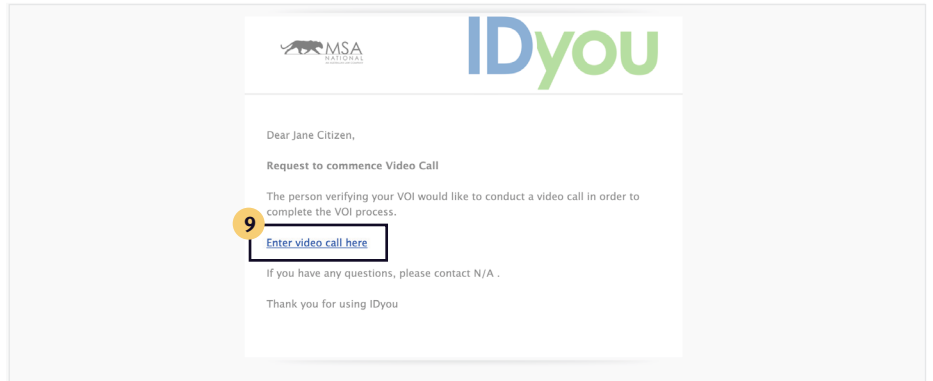 MSA
NATIONAL
IDyou
Dear Jane Citizen,
Request to commence Video Call
The person verifying your VOI would like to conduct a video call in order to
complete the VOI process.
9
Enter video call here
If you have any questions, please contact N/A .
Thank you for using IDyou